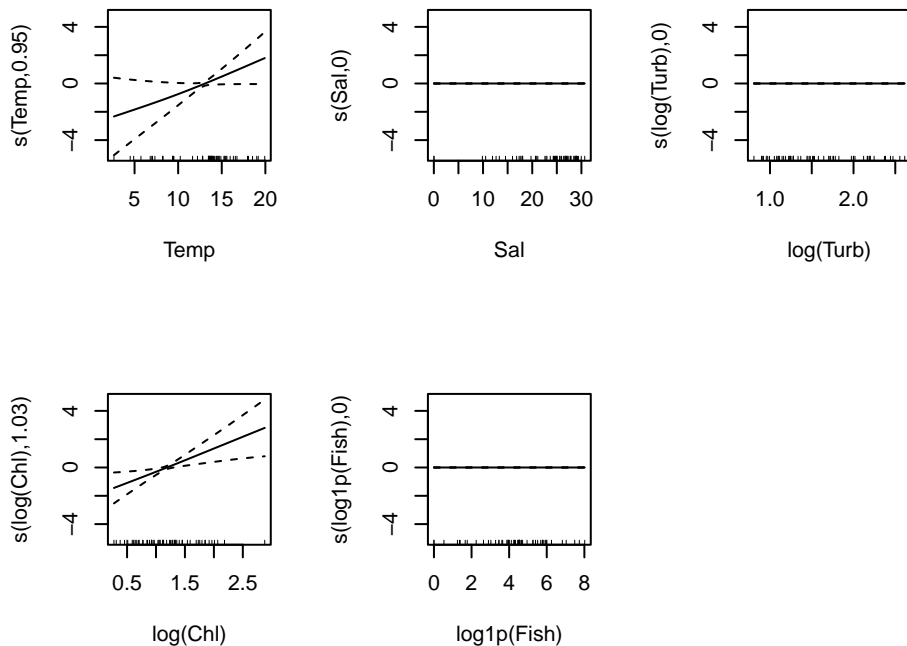 s(Temp,0.95)
4
0
−4
5 10 15 20
Temp
s(Sal,0)
4
0
−4
0 10 20 30
Sal
s(log(Turb),0)
4
0
−4
1.0 2.0
log(Turb)
s(log(Chl),1.03)
4
0
−4
0.5 1.5 2.5
log(Chl)
s(log1p(Fish),0)
4
0
−4
0 2 4 6 8
log1p(Fish)